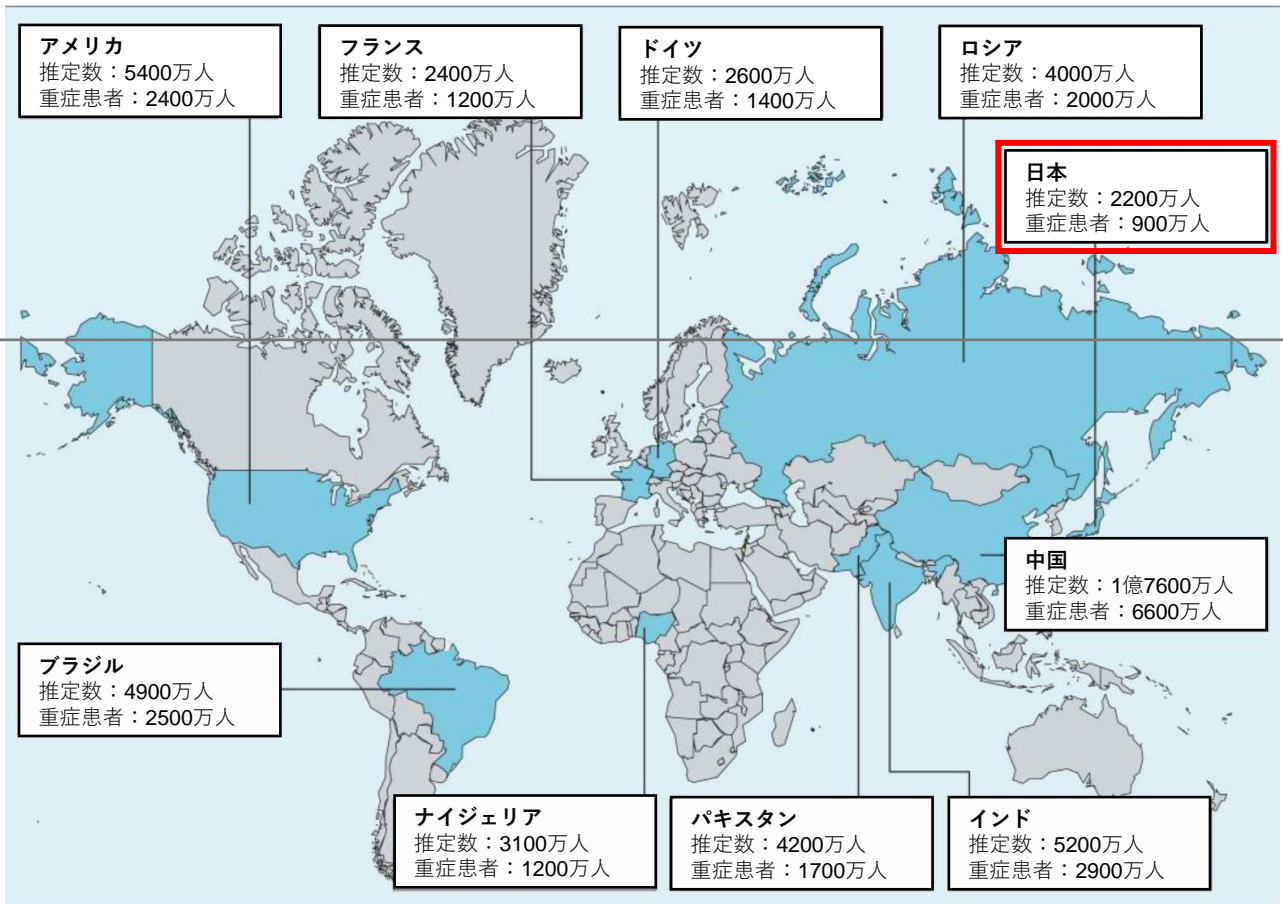 アメリカ
推定数：5400万人
重症患者：2400万人
フランス
推定数：2400万人
重症患者：1200万人
ドイツ
推定数：2600万人
重症患者：1400万人
ロシア
推定数：4000万人
重症患者：2000万人
日本
推定数：2200万人
重症患者：900万人
中国
推定数：1億7600万人
重症患者：6600万人
ブラジル
推定数：4900万人
重症患者：2500万人
ナイジェリア
推定数：3100万人
重症患者：1200万人
パキスタン
推定数：4200万人
重症患者：1700万人
インド
推定数：5200万人
重症患者：2900万人